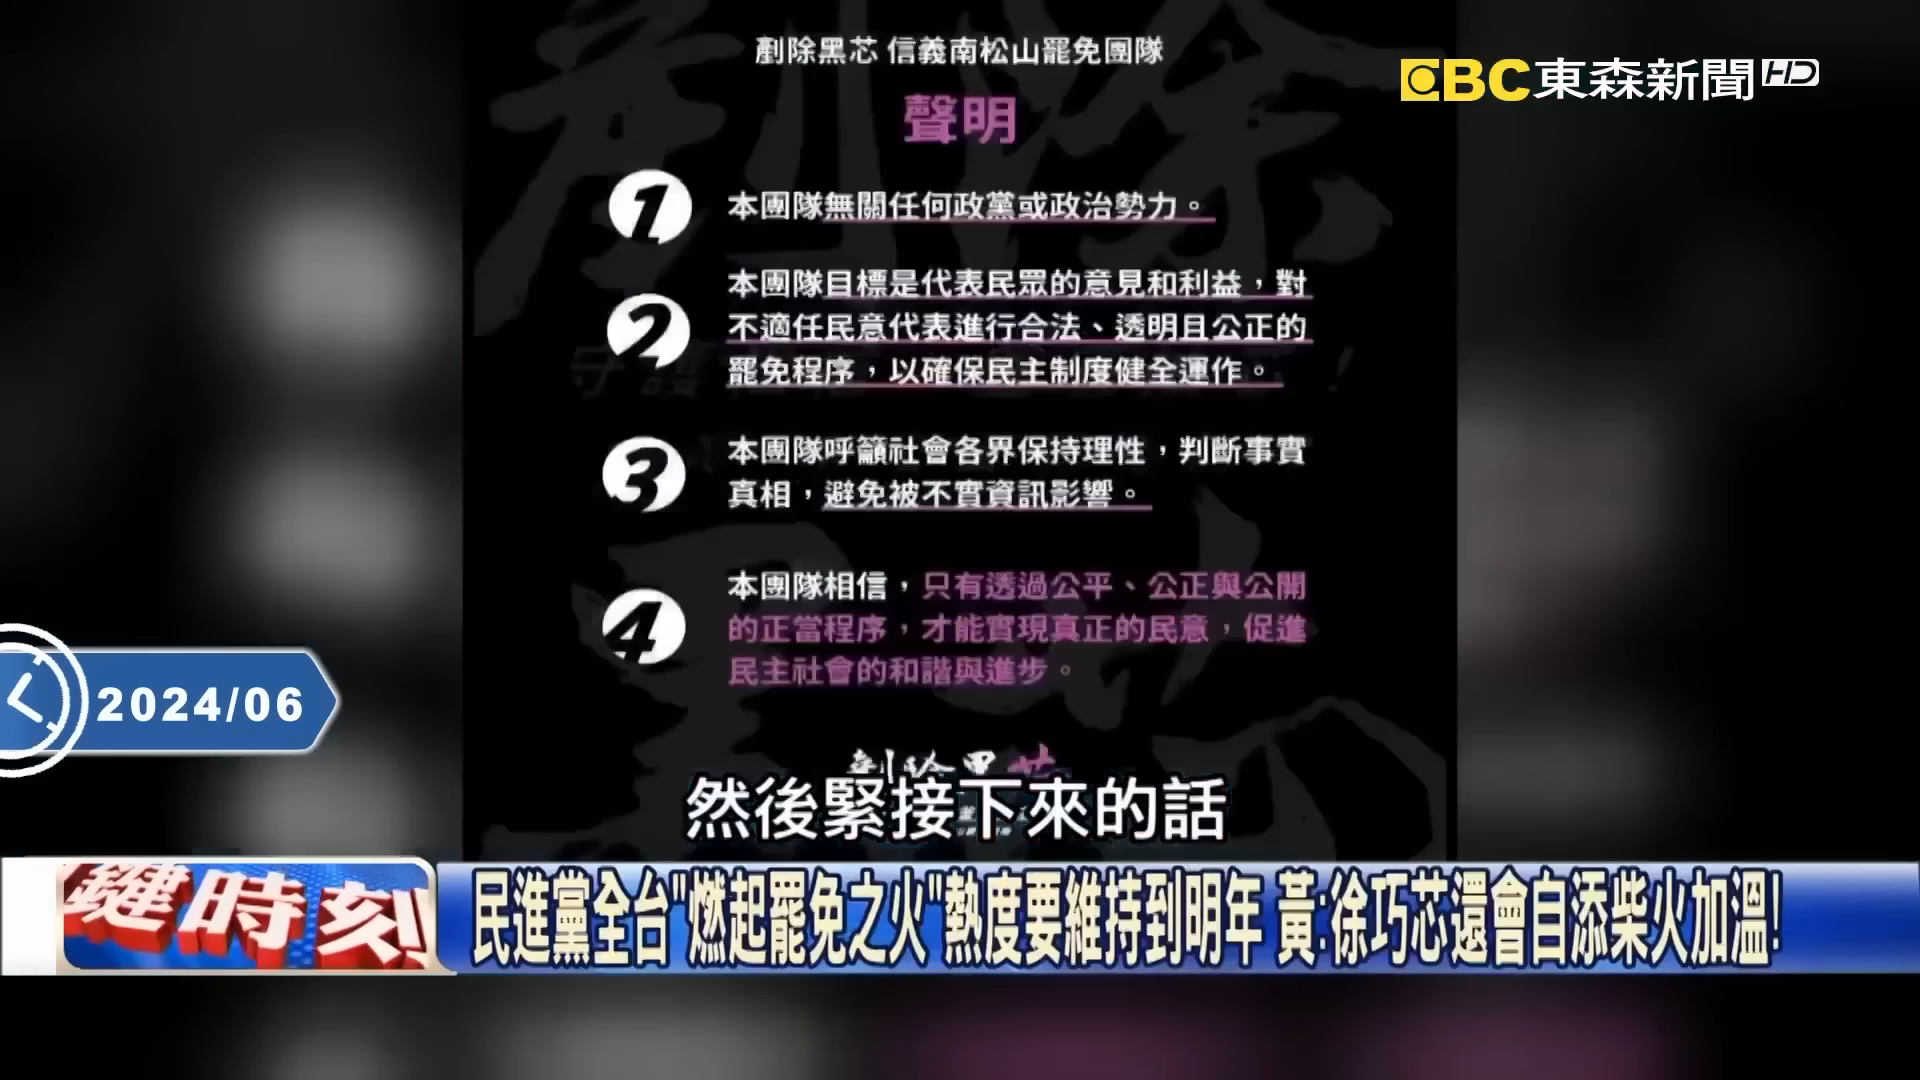 剷除黑芯 信義南松山罷免團隊
EBC東森新聞HD
聲明
1
本團隊無關任何政黨或政治勢力。
2
本團隊目標是代表民眾的意見和利益，對
不適任民意代表進行合法、透明且公正的
罷免程序，以確保民主制度健全運作。
3
本團隊呼籲社會各界保持理性，判斷事實
真相，避免被不實資訊影響。
4
本團隊相信，只有透過公平、公正與公開
的正當程序，才能實現真正的民意，促進
民主社會的和諧與進步。
2024/06
剷除黑芯
然後緊接下來的話
鍵時刻
民進黨全台"燃起罷免之火"熱度要維持到明年 黃:徐巧芯還會自添柴火加溫!